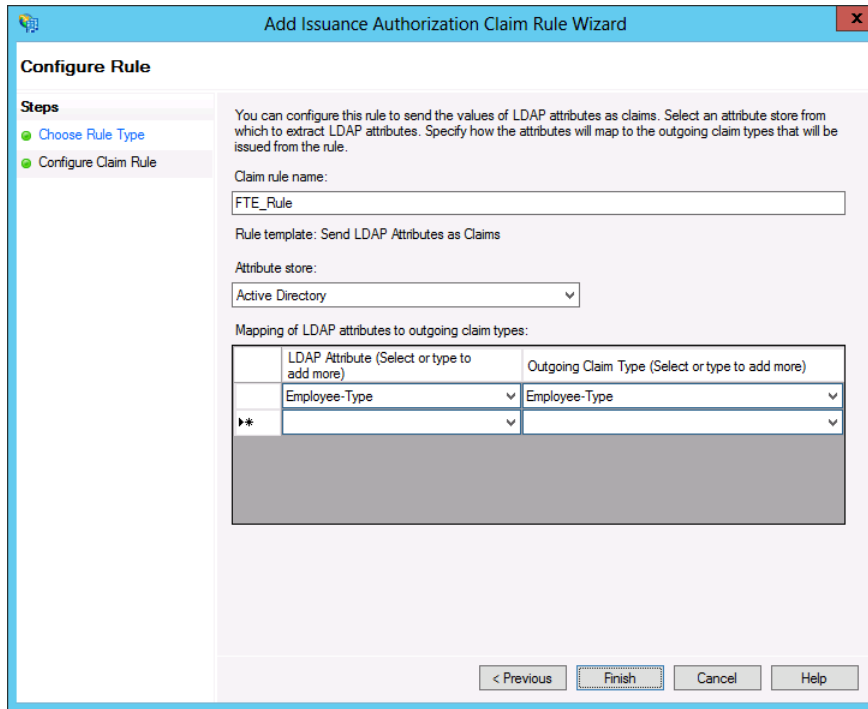 Add Issuance Authorization Claim Rule Wizard
x
Configure Rule
Steps
Choose Rule Type
Configure Claim Rule
You can configure this rule to send the values of LDAP attributes as claims. Select an attribute store from
which to extract LDAP attributes. Specify how the attributes will map to the outgoing claim types that will be
issued from the rule.
Claim rule name:
FTE_Rule
Rule template: Send LDAP Attributes as Claims
Attribute store:
Active Directory
Mapping of LDAP attributes to outgoing claim types:
LDAP Attribute (Select or type to
add more)
Outgoing Claim Type (Select or type to add more)
Employee-Type Employee-Type
< Previous Finish Cancel Help